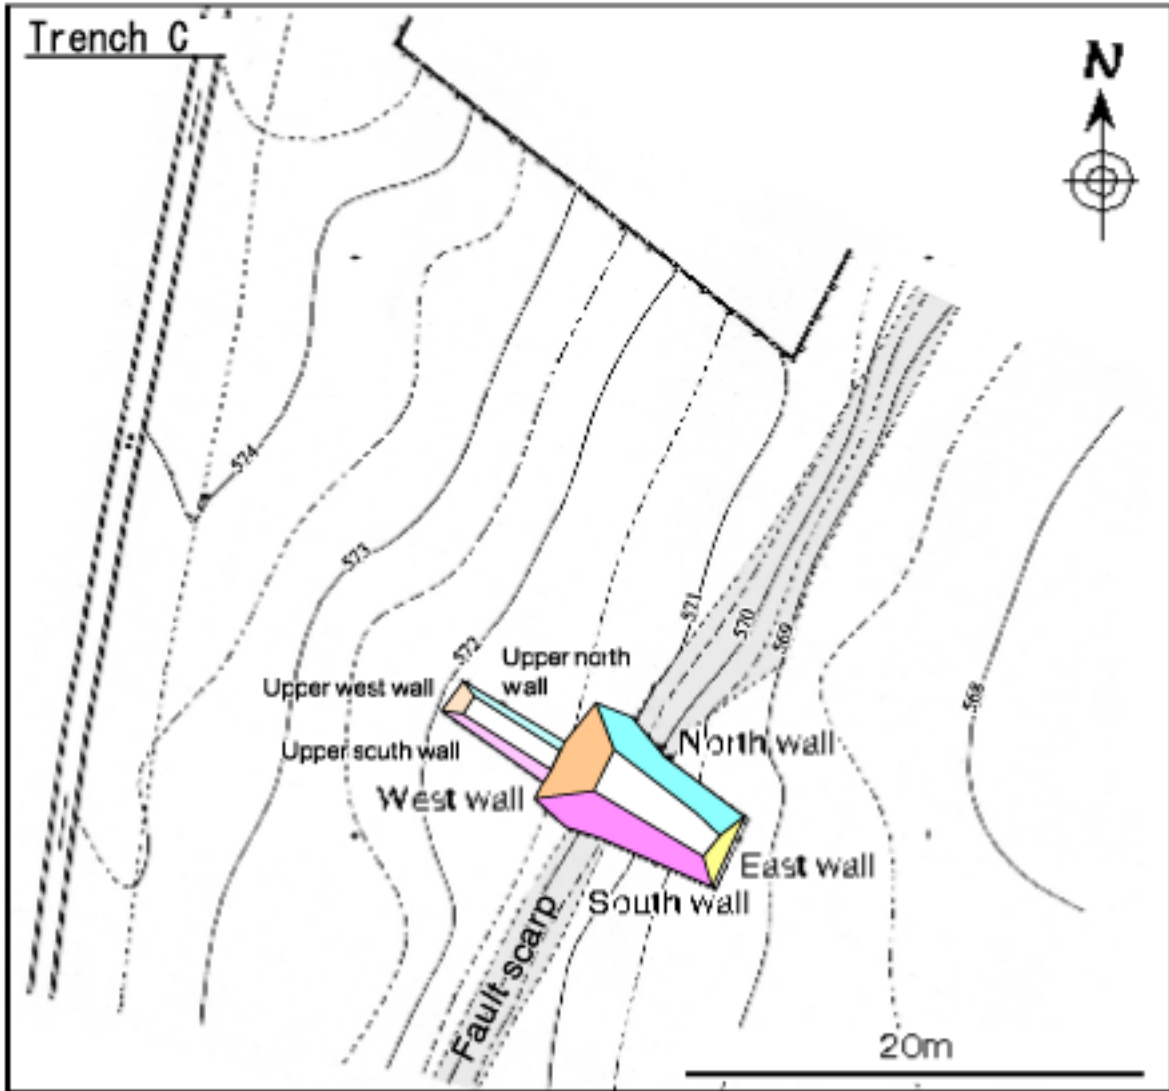 Trench C
N
574
573
572
571
570
569
568
Upper north
wall
Upper west wall
Upper south wall
North wall
West wall
East wall
South wall
Fault scarp
20m